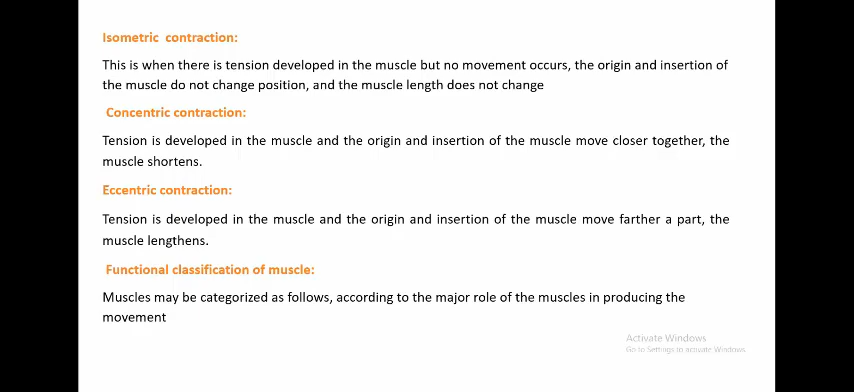 Isometric contraction:
This is when there is tension developed in the muscle but no movement occurs, the origin and insertion of
the muscle do not change position, and the muscle length does not change
Concentric contraction:
Tension is developed in the muscle and the origin and insertion of the muscle move closer together, the
muscle shortens.
Eccentric contraction:
Tension is developed in the muscle and the origin and insertion of the muscle move farther a part, the
muscle lengthens.
Functional classification of muscle:
Muscles may be categorized as follows, according to the major role of the muscles in producing the
movement
Activate Windows
Go to Settings to activate Windows.